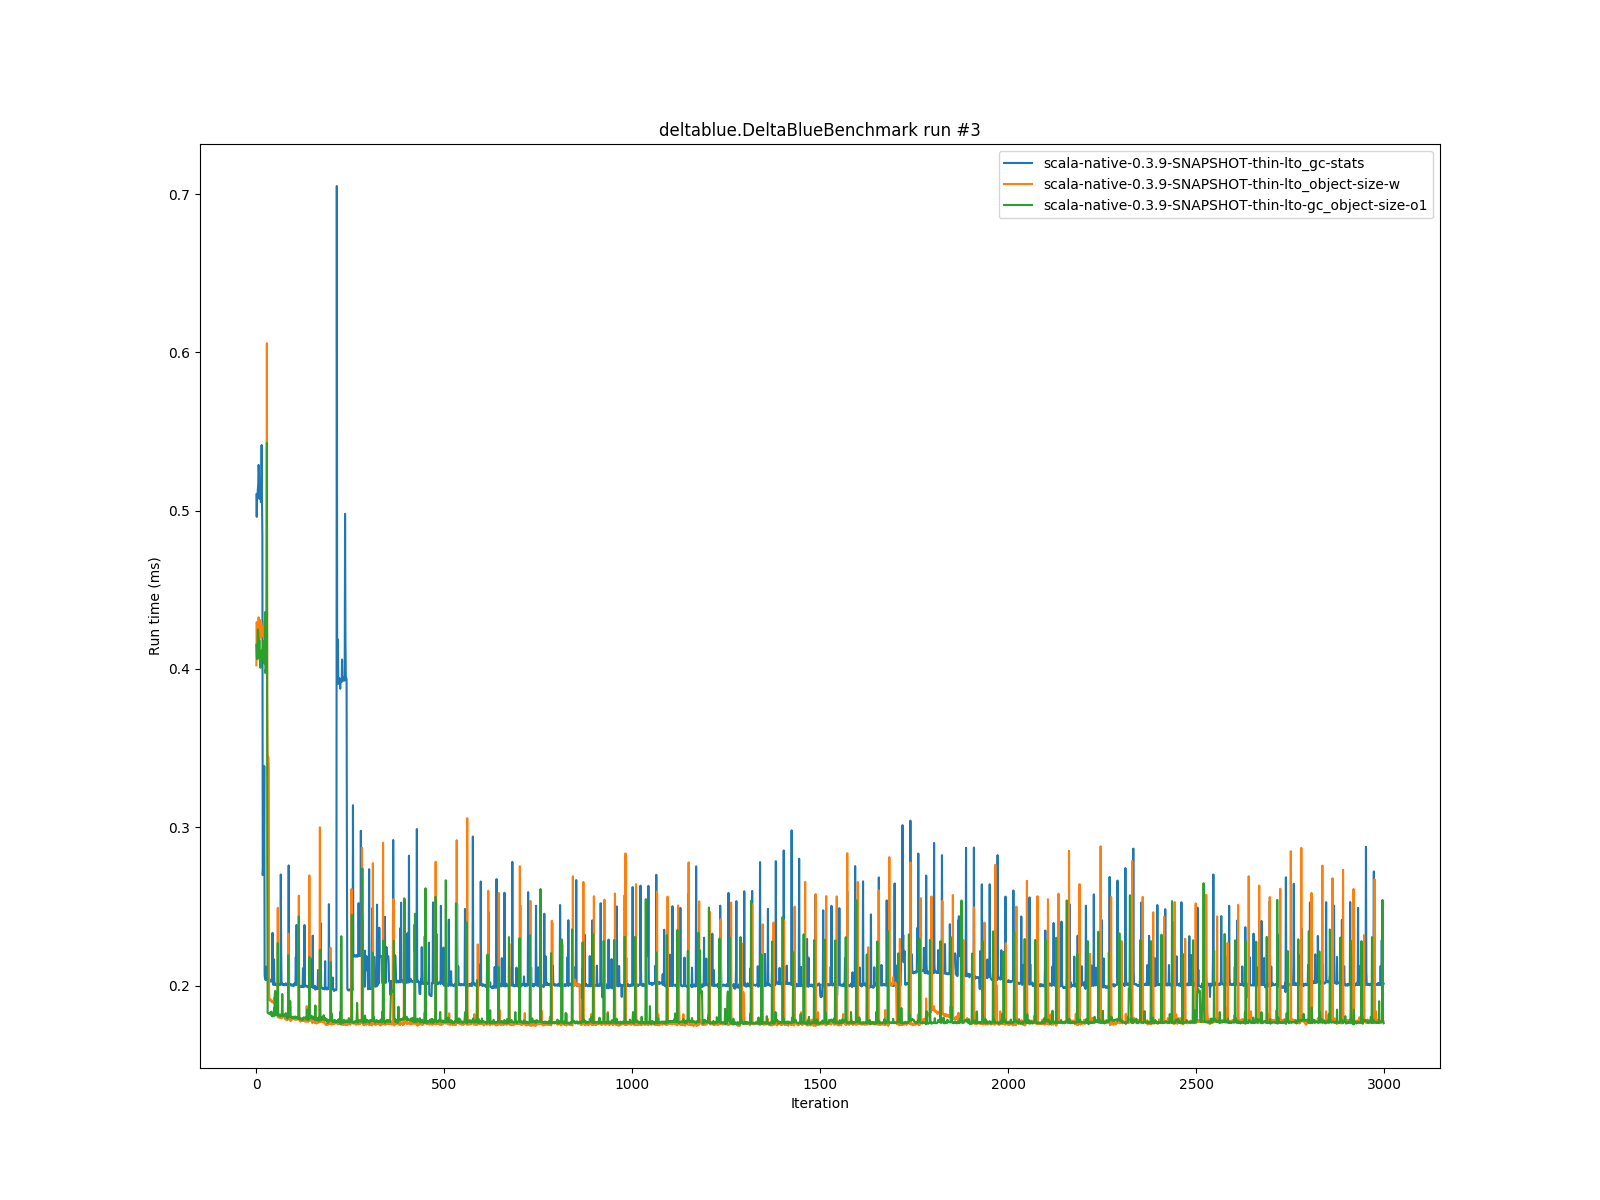 deltablue.DeltaBlueBenchmark run #3
scala-native-0.3.9-SNAPSHOT-thin-lto_gc-stats
scala-native-0.3.9-SNAPSHOT-thin-lto_object-size-w
scala-native-0.3.9-SNAPSHOT-thin-lto-gc_object-size-o1
0.7
0.6
0.5
0.4
0.3
0.2
Run time (ms)
0 500 1000 1500 2000 2500 3000
Iteration